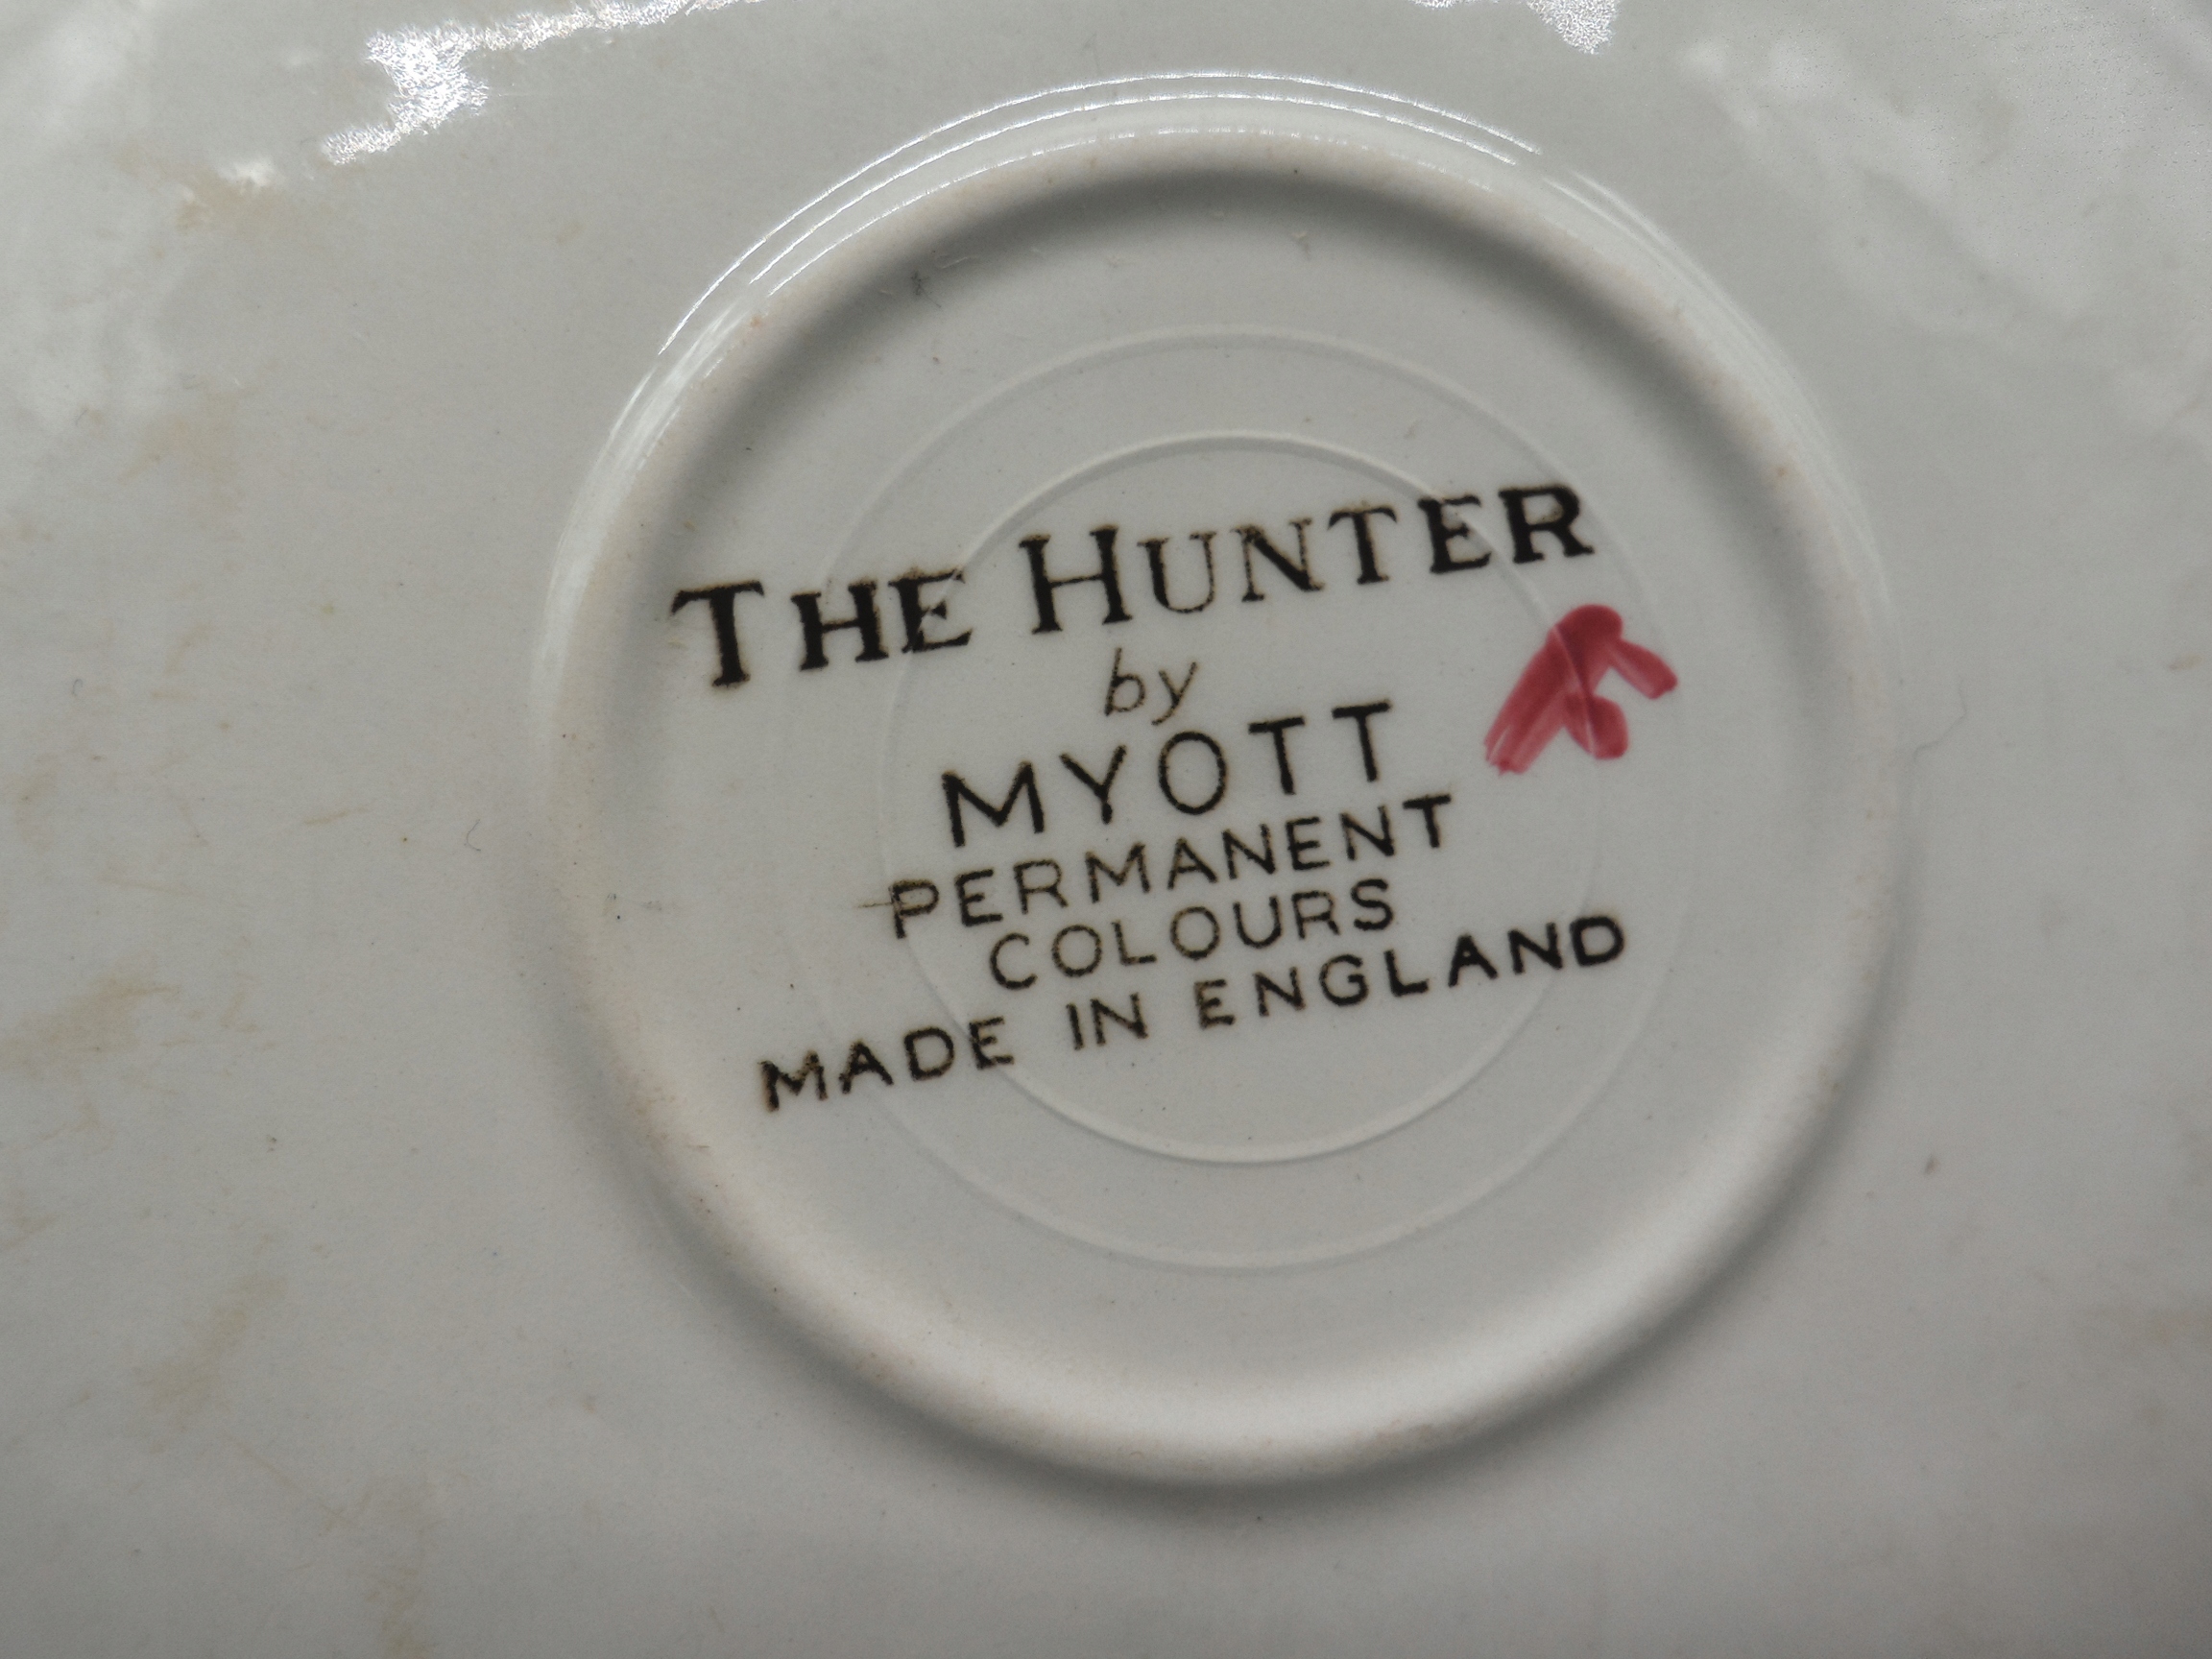 THE HUNTER
by
MYOTT
PERMANENT
COLOURS
MADE IN ENGLAND